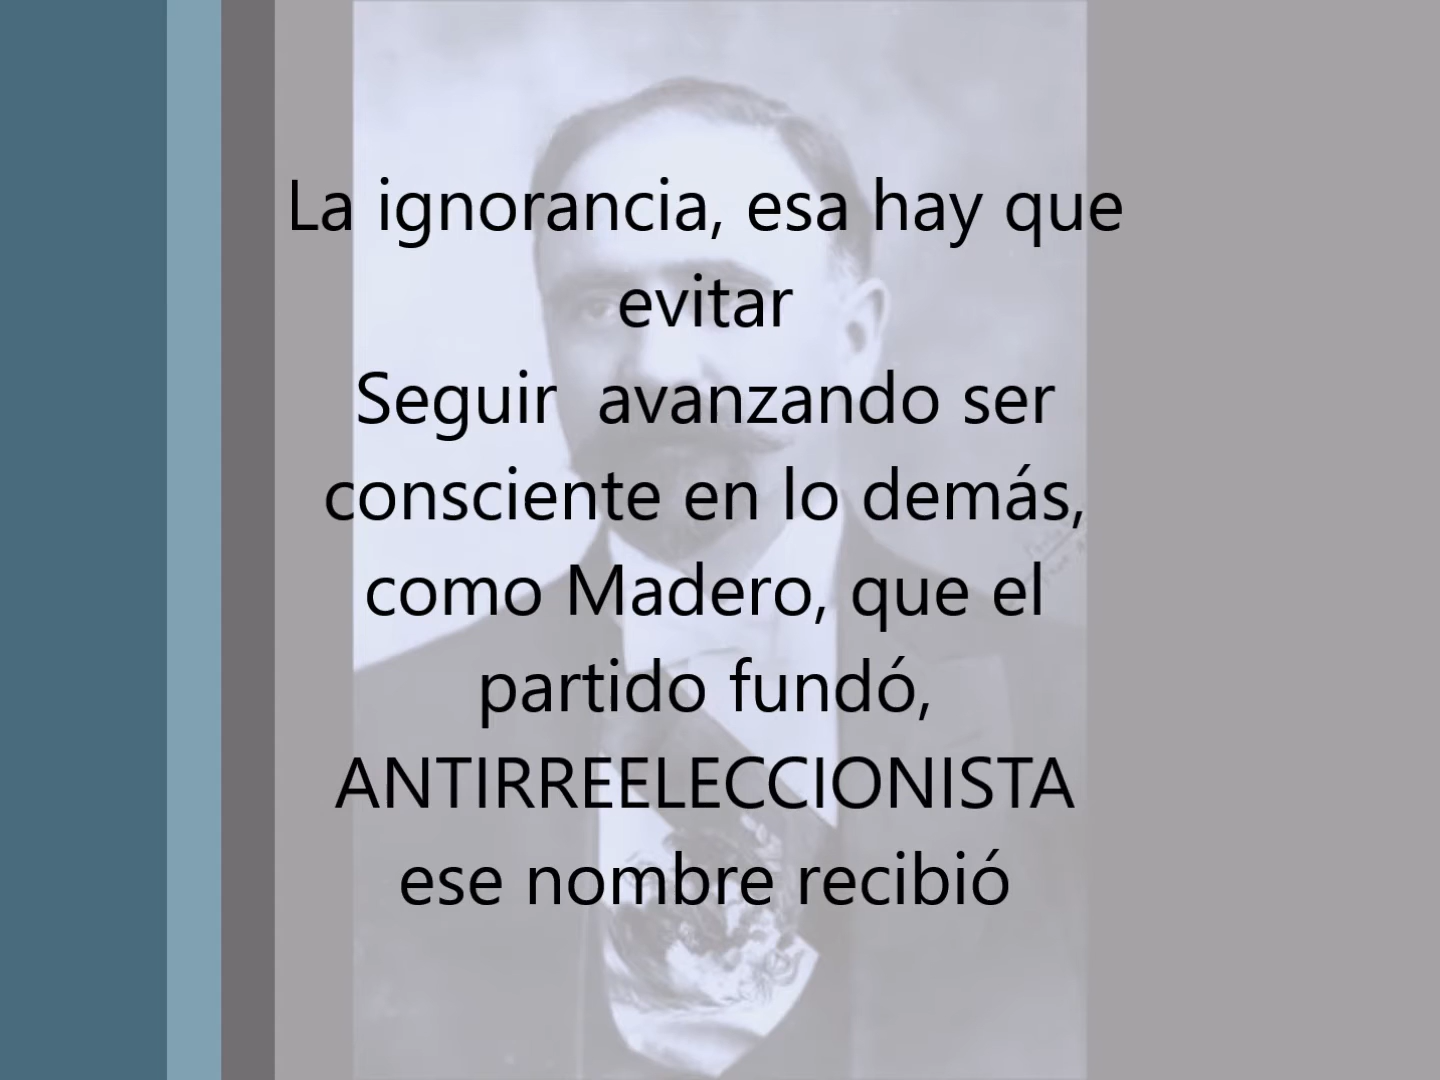 La ignorancia, esa hay que
evitar
Seguir  avanzando ser
consciente en lo demás,
como Madero, que el
partido fundó,
ANTIRREELECCIONISTA
ese nombre recibió